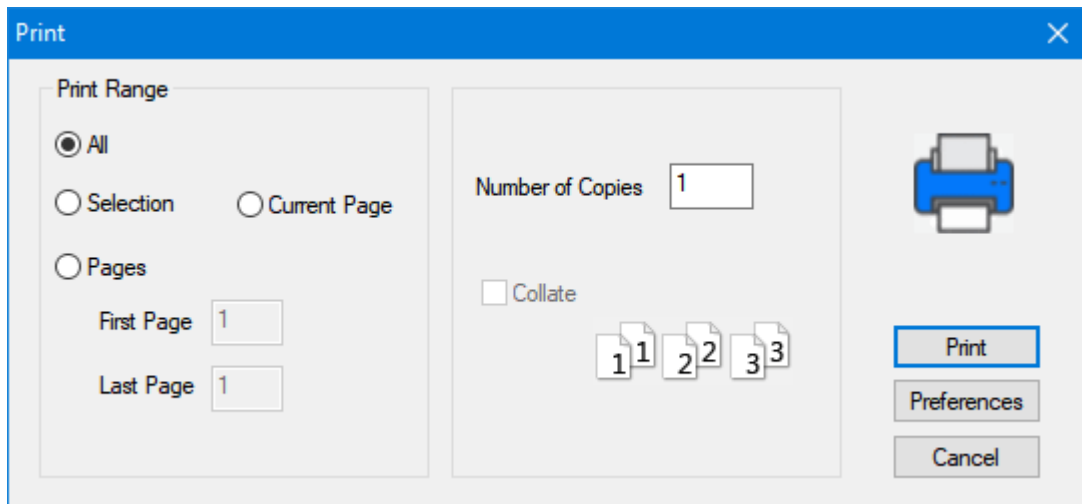 Print
Print Range
All
Selection
Current Page
Pages
First Page 1
Last Page 1
Number of Copies 1
Collate
1 1 2 2 3 3
Print
Preferences
Cancel